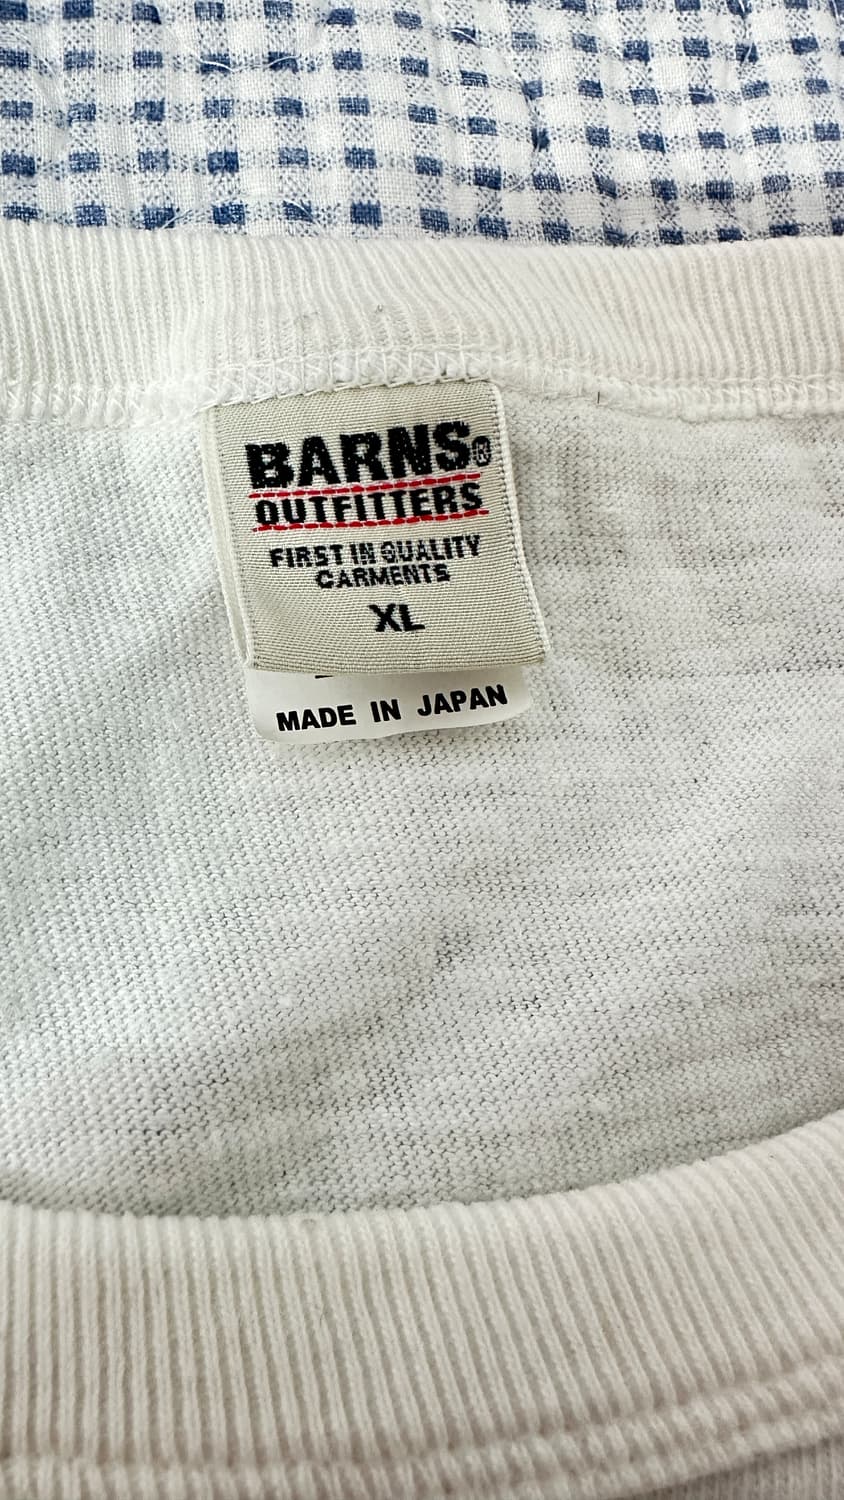 BARNS®
OUTFITTERS
FIRST IN QUALITY
GARMENTS
XL
MADE IN JAPAN